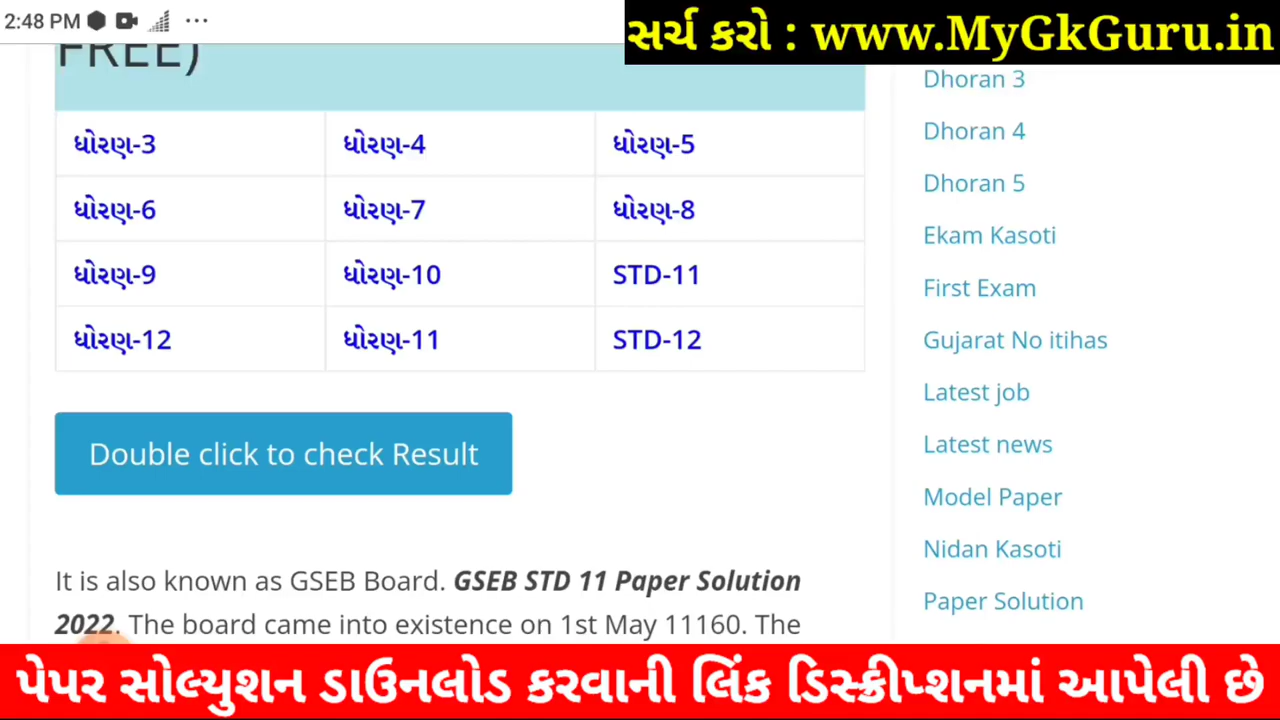 2:48 PM
સર્ચ કરો : www.MyGkGuru.in
FREE)
ધોરણ-3 ધોરણ-4 ધોરણ-5
ધોરણ-6 ધોરણ-7 ધોરણ-8
ધોરણ-9 ધોરણ-10 STD-11
ધોરણ-12 ધોરણ-11 STD-12
Double click to check Result
It is also known as GSEB Board. GSEB STD 11 Paper Solution
2022. The board came into existence on 1st May 11160. The
Dhoran 3
Dhoran 4
Dhoran 5
Ekam Kasoti
First Exam
Gujarat No itihas
Latest job
Latest news
Model Paper
Nidan Kasoti
Paper Solution
પેપર સોલ્યુશન ડાઉનલોડ કરવાની લિંક ડિસ્ક્રીપ્શનમાં આપેલી છે